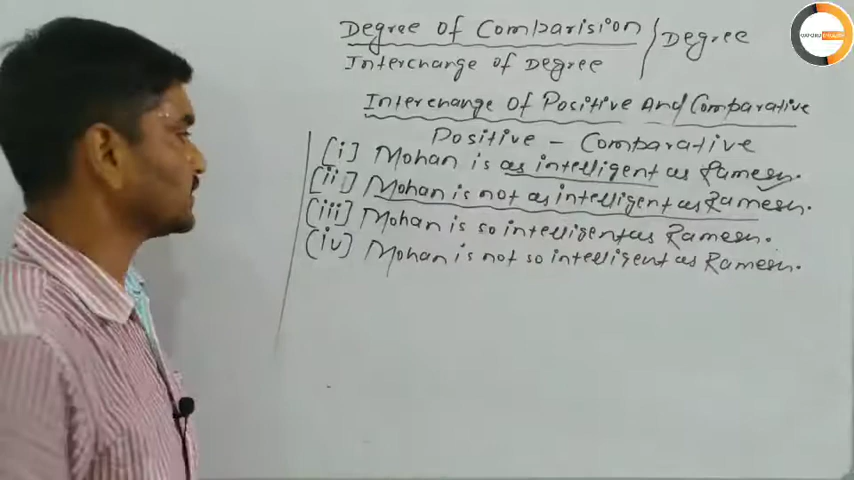 Degree of Comparision / Degree
Interchange of Degree
Interchange of Positive And Comparative
Positive - Comparative
[i] Mohan is as intelligent as Ramesh.
[ii] Mohan is not as intelligent as Ramesh.
(iii) Mohan is so intelligent as Ramesh.
(iv) Mohan is not so intelligent as Ramesh.